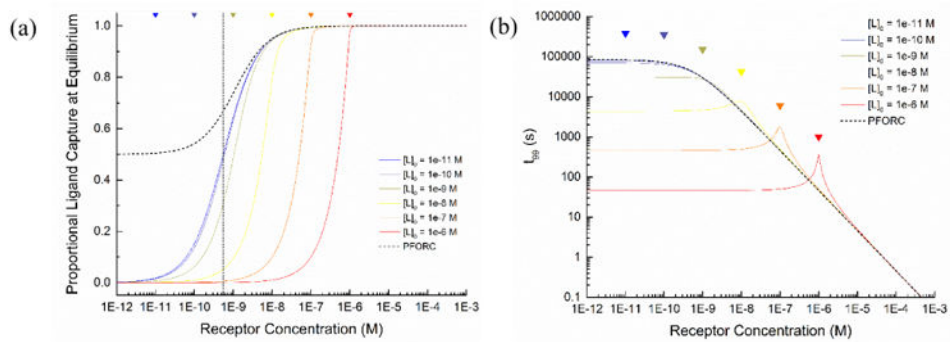 (a)
Proportional Ligand Capture at Equilibrium
1.0
0.8
0.6
0.4
0.2
0.0
[L]₀ = 1e-11 M
[L]₀ = 1e-10 M
[L]₀ = 1e-9 M
[L]₀ = 1e-8 M
[L]₀ = 1e-7 M
[L]₀ = 1e-6 M
PFORC
1E-12 1E-11 1E-10 1E-9 1E-8 1E-7 1E-6 1E-5 1E-4 1E-3
Receptor Concentration (M)
(b)
t₉₉ (s)
1000000
100000
10000
1000
100
10
1
0.1
[L]₀ = 1e-11 M
[L]₀ = 1e-10 M
[L]₀ = 1e-9 M
[L]₀ = 1e-8 M
[L]₀ = 1e-7 M
[L]₀ = 1e-6 M
PFORC
1E-12 1E-11 1E-10 1E-9 1E-8 1E-7 1E-6 1E-5 1E-4 1E-3
Receptor Concentration (M)